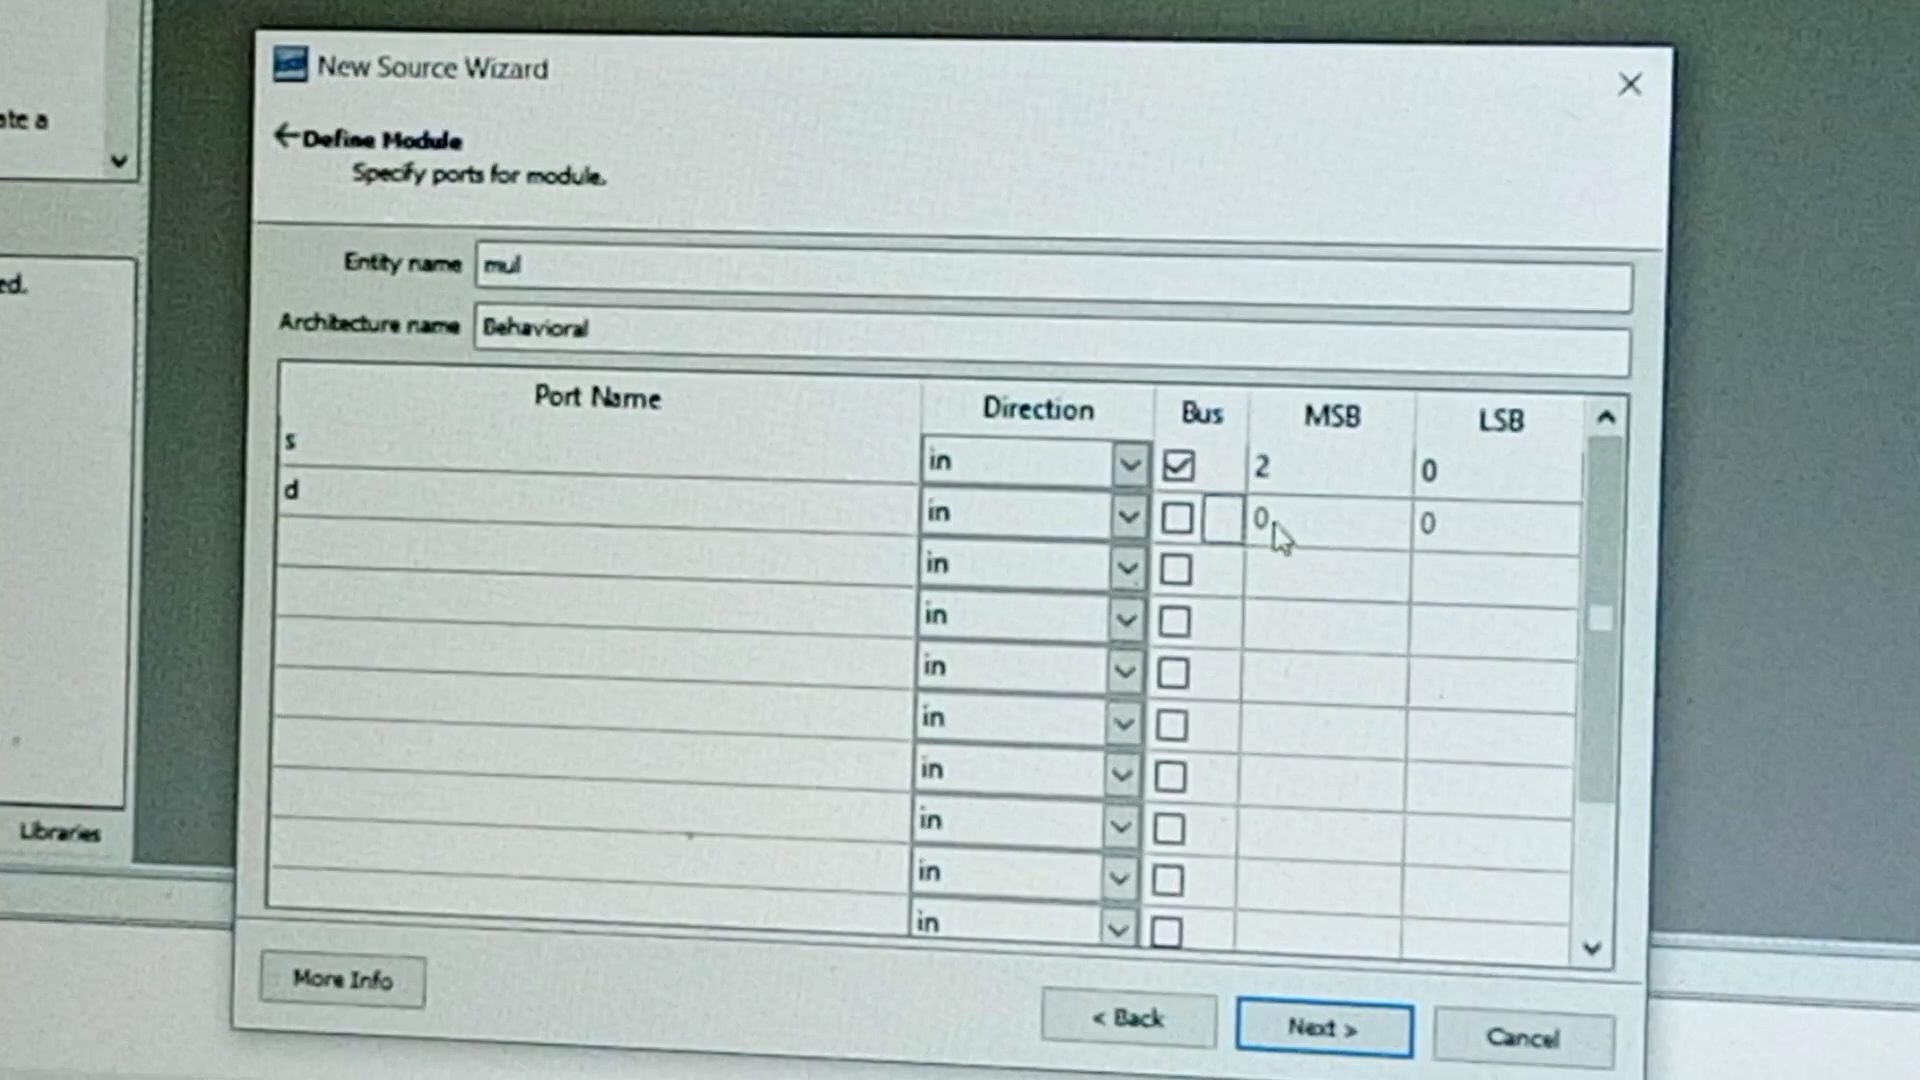 New Source Wizard
ate a
Define Module
Specify ports for module.
ed.
Entity name mul
Architecture name Behavioral
Port Name Direction Bus MSB LSB
s in 2 0
d in 0 0
in
in
in
in
in
in
in
in
Libraries
More Info
< Back Next > Cancel